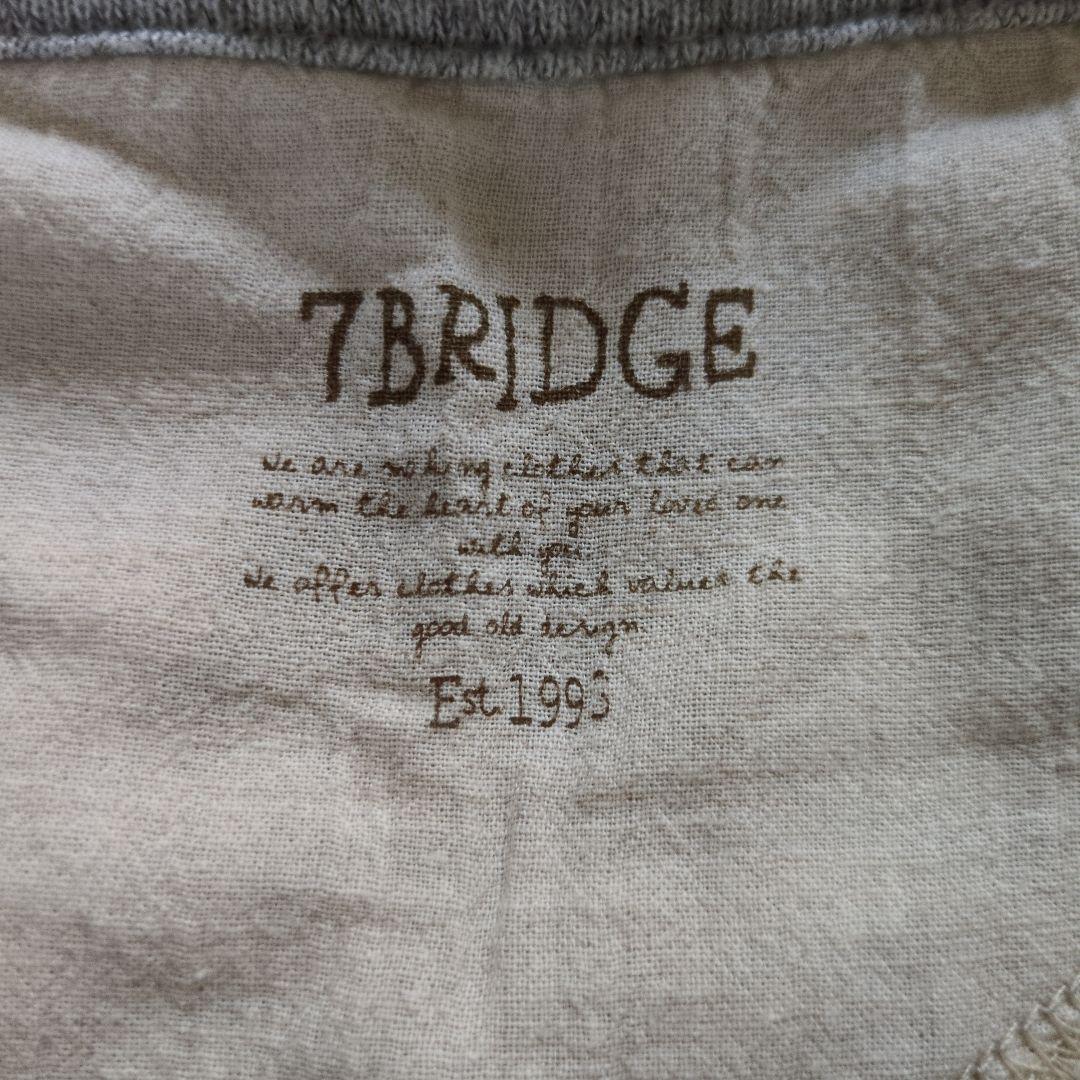 7BRIDGE
We are making clothes that can
warm the heart of your loved one
with you
We offer clothes which values the
good old design.
Est.1993